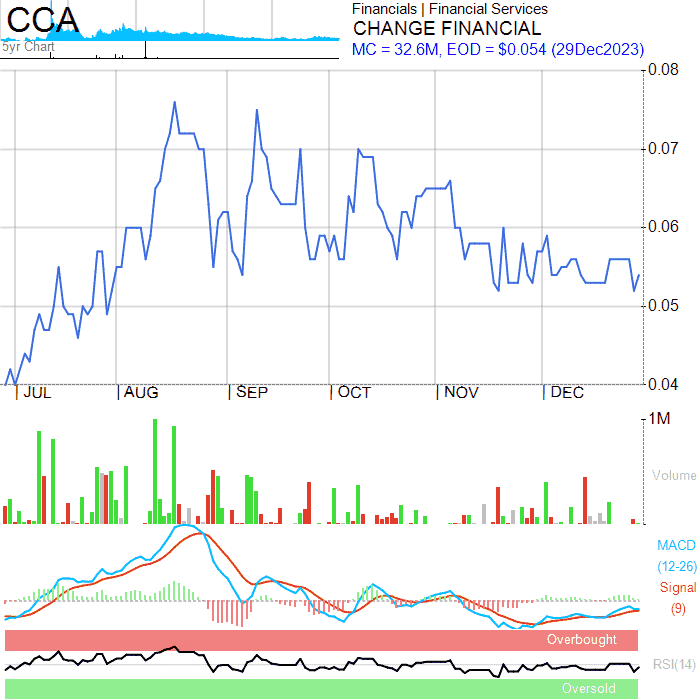 CCA
5yr Chart
Financials | Financial Services
CHANGE FINANCIAL
MC = 32.6M, EOD = $0.054 (29Dec2023)
0.08
0.07
0.06
0.05
0.04
JUL AUG SEP OCT NOV DEC
1M
Volume
MACD
(12-26)
Signal
(9)
Overbought
RSI(14)
Oversold